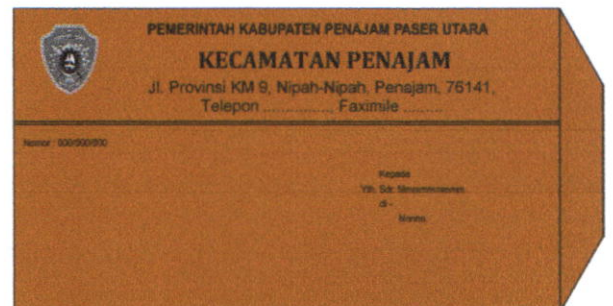 PEMERINTAH KABUPATEN PENAJAM PASER UTARA
KECAMATAN PENAJAM
Jl. Provinsi KM 9, Nipah-Nipah, Penajam, 76141,
Telepon .............., Faximile .........
Nomor : 000/000/000
Kepada
Yth. Sdr.
di -